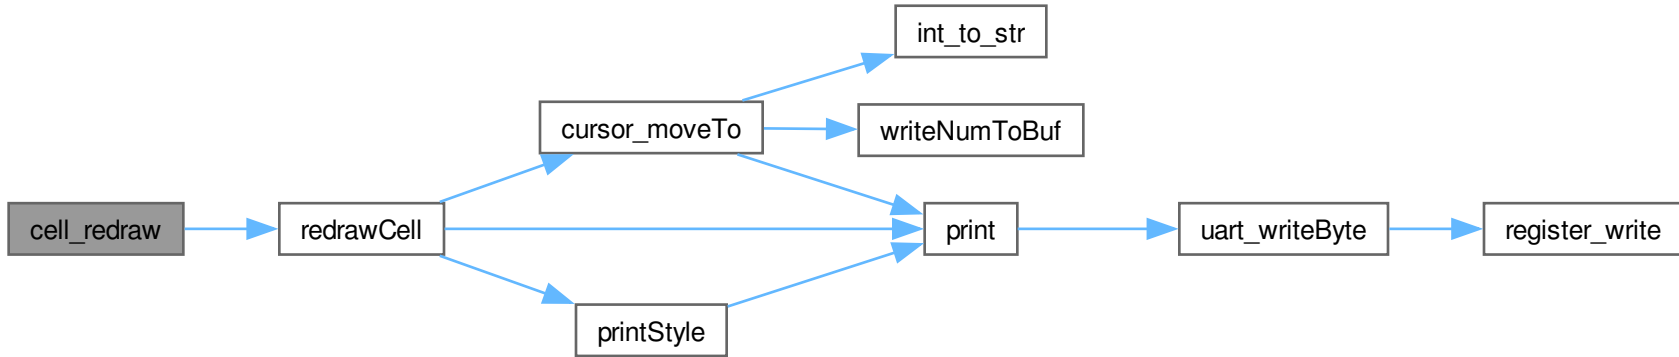 int_to_str
cursor_moveTo
writeNumToBuf
cell_redraw
redrawCell
print
uart_writeByte
register_write
printStyle